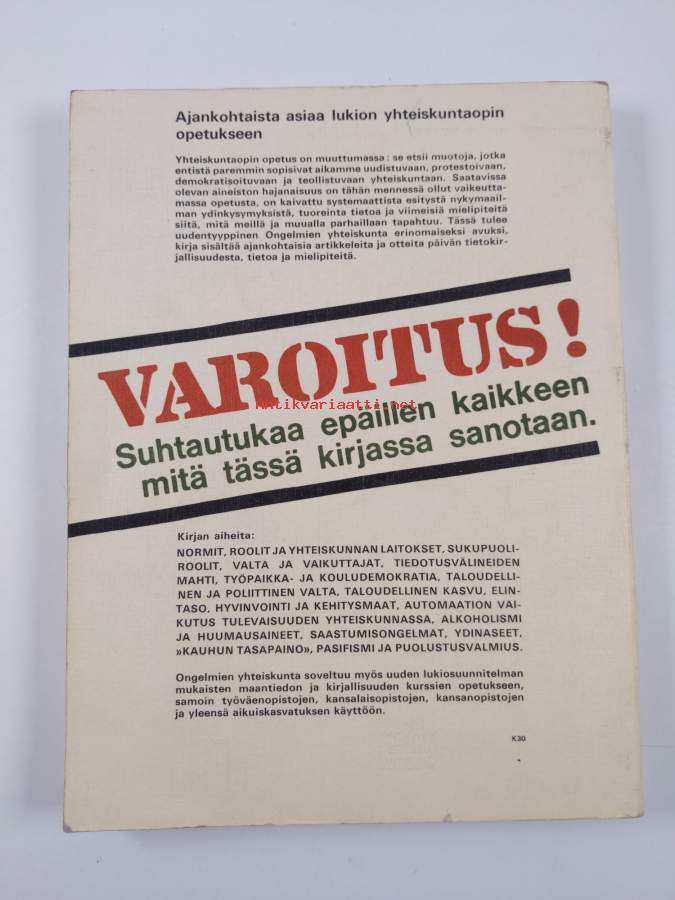 Ajankohtaista asiaa lukion yhteiskuntaopin
opetukseen
Yhteiskuntaopin opetus on muuttumassa: se etsii muotoja, jotka
entistä paremmin sopisivat aikamme uudistuvaan, protestoivaan,
demokratisoituvaan ja teollistuvaan yhteiskuntaan. Saatavissa
olevan aineiston hajanaisuus on tähän mennessä ollut vaikeutta-
massa opetusta, on kaivattu systemaattista esitystä nykymaail-
man ydinkysymyksistä, tuoreinta tietoa ja viimeisiä mielipiteitä
siitä, mitä meillä ja muualla parhaillaan tapahtuu. Tässä tulee
uudentyyppinen Ongelmien yhteiskunta erinomaiseksi avuksi,
kirja sisältää ajankohtaisia artikkeleita ja otteita päivän tietokir-
jallisuudesta, tietoa ja mielipiteitä.
VAROITUS!
Antikvariaatti.net
Suhtautukaa epäillen kaikkeen
mitä tässä kirjassa sanotaan.
Kirjan aiheita:
NORMIT, ROOLIT JA YHTEISKUNNAN LAITOKSET, SUKUPUOLI-
ROOLIT, VALTA JA VAIKUTTAJAT, TIEDOTUSVÄLINEIDEN
MAHTI, TYÖPAIKKA- JA KOULUDEMOKRATIA, TALOUDELLI-
NEN JA POLIITTINEN VALTA, TALOUDELLINEN KASVU, ELIN-
TASO, HYVINVOINTI JA KEHITYSMAAT, AUTOMAATION VAI-
KUTUS TULEVAISUUDEN YHTEISKUNNASSA, ALKOHOLISMI
JA HUUMAUSAINEET, SAASTUMISONGELMAT, YDINASEET,
»KAUHUN TASAPAINO», PASIFISMI JA PUOLUSTUSVALMIUS.
Ongelmien yhteiskunta soveltuu myös uuden lukiosuunnitelman
mukaisten maantiedon ja kirjallisuuden kurssien opetukseen,
samoin työväenopistojen, kansalaisopistojen, kansanopistojen
ja yleensä aikuiskasvatuksen käyttöön.
K30